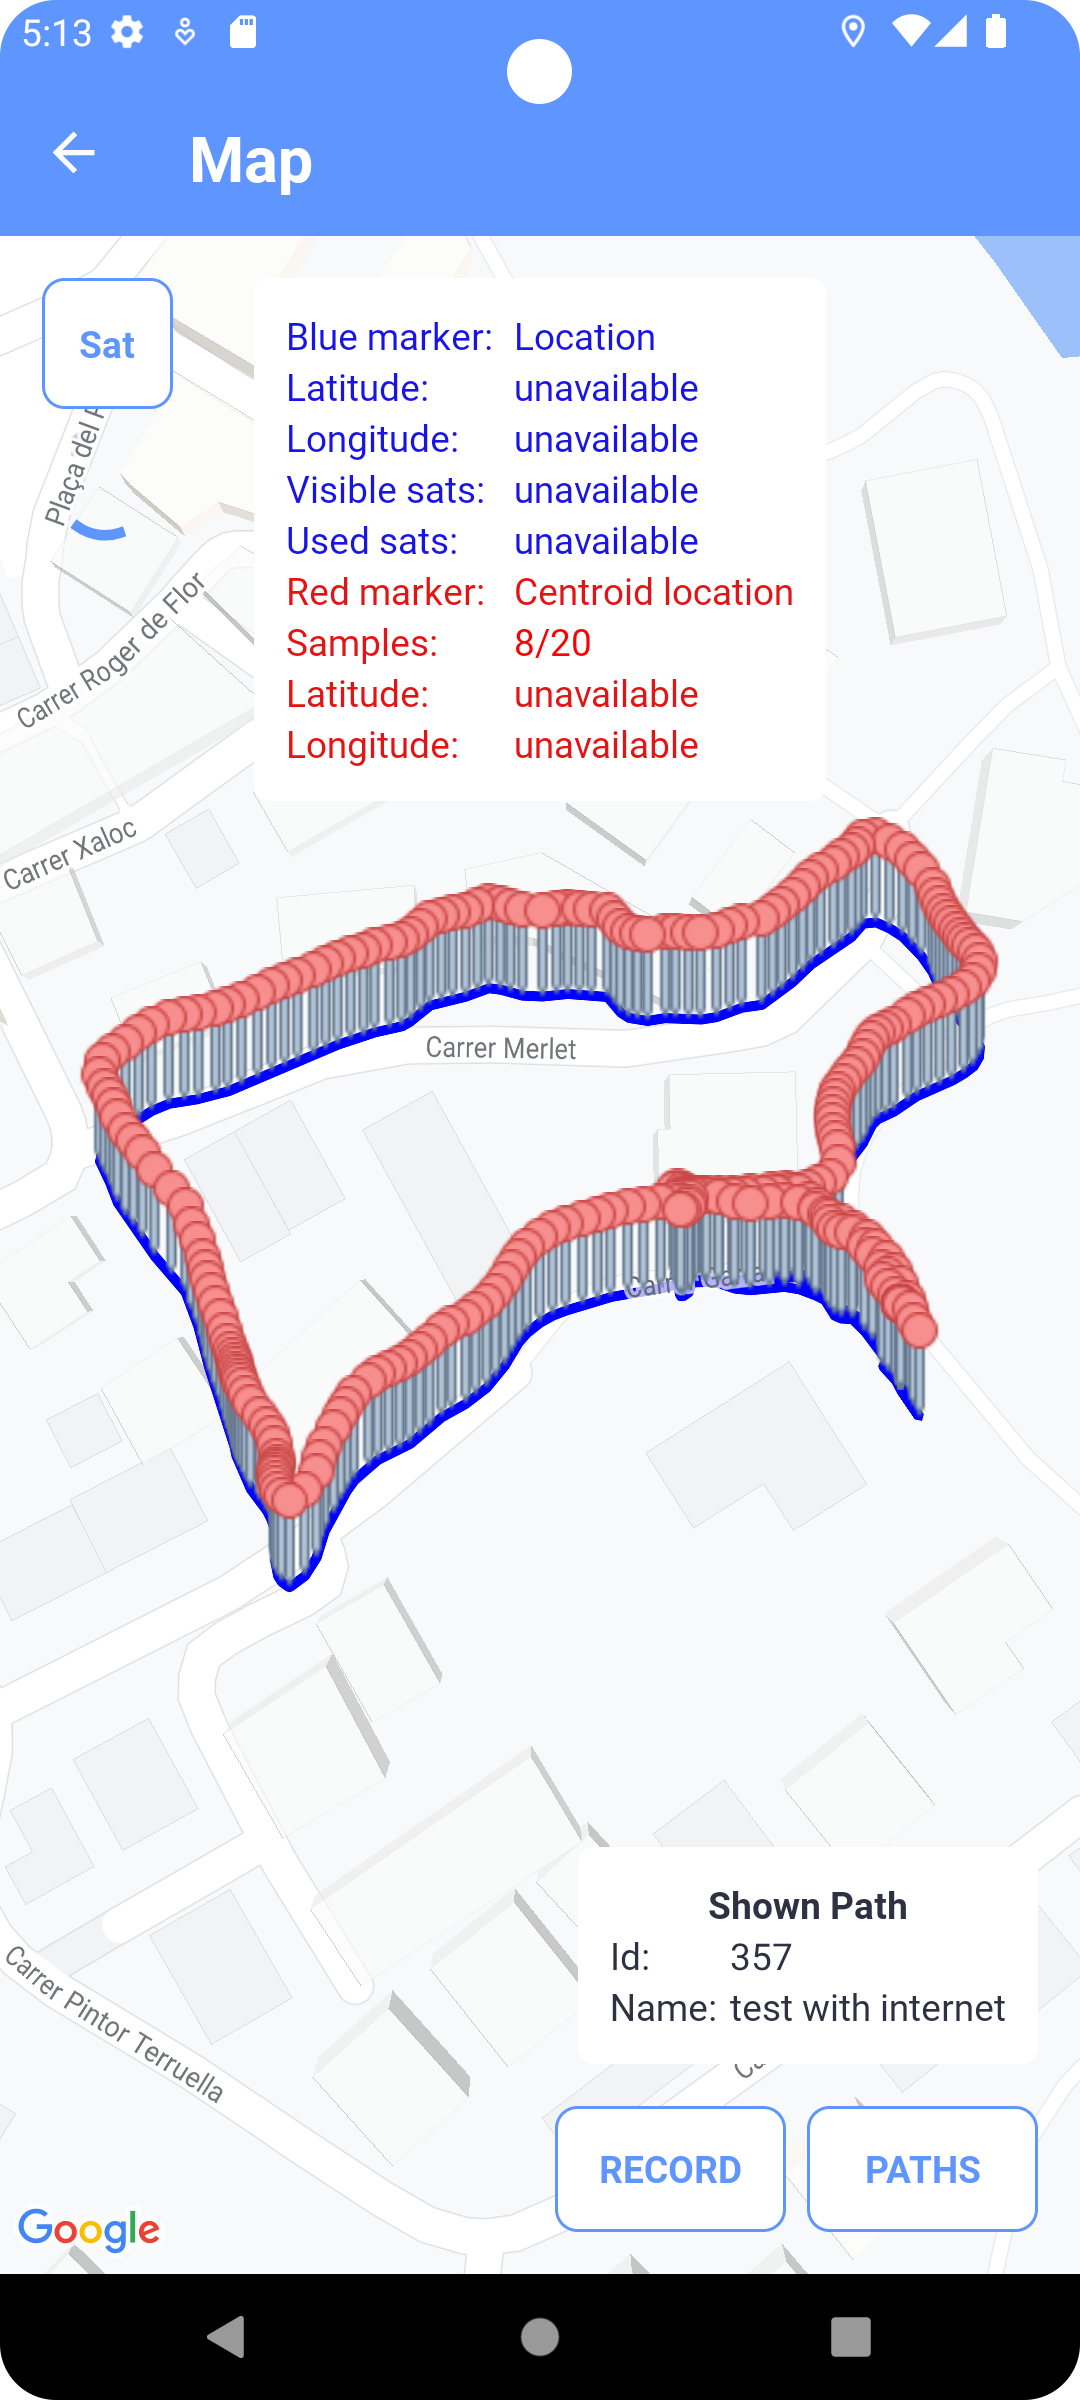 5:13
Map
Sat
Blue marker: Location
Latitude: unavailable
Longitude: unavailable
Visible sats: unavailable
Used sats: unavailable
Red marker: Centroid location
Samples: 8/20
Latitude: unavailable
Longitude: unavailable
Plaça del
Carrer Roger de Flor
Carrer Xaloc
Carrer Merlet
Carrer Pintor Terruella
Shown Path
Id: 357
Name: test with internet
RECORD
PATHS
Google